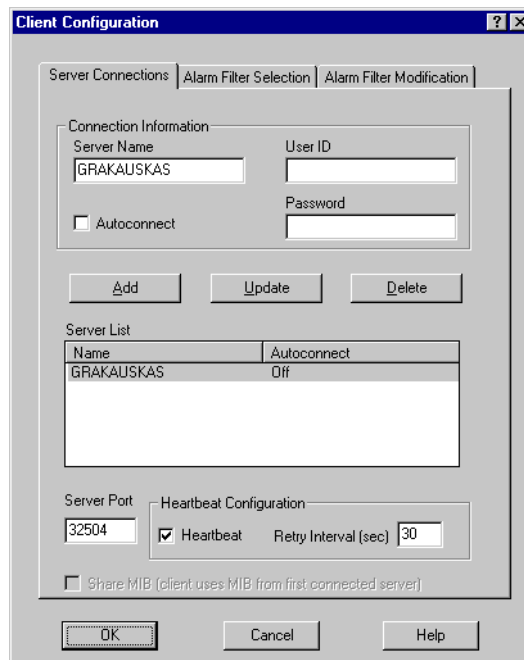 Client Configuration
Server Connections Alarm Filter Selection Alarm Filter Modification
Connection Information
Server Name User ID
GRAKAUSKAS
Password
Autoconnect
Add Update Delete
Server List
Name Autoconnect
GRAKAUSKAS Off
Server Port Heartbeat Configuration
32504 Heartbeat Retry Interval (sec) 30
Share MIB (client uses MIB from first connected server)
OK Cancel Help